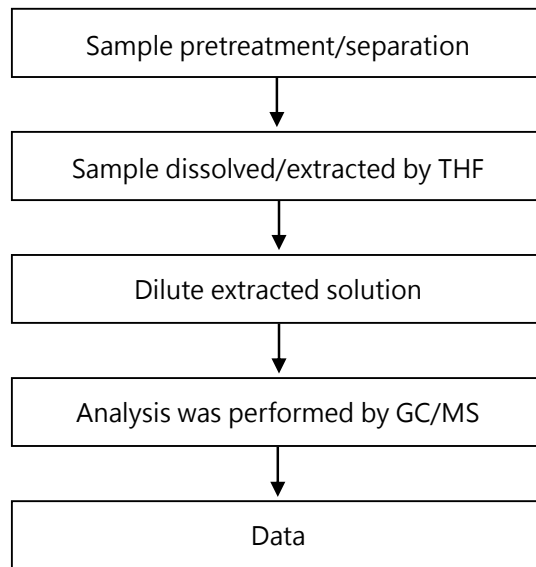 Sample pretreatment/separation
Sample dissolved/extracted by THF
Dilute extracted solution
Analysis was performed by GC/MS
Data